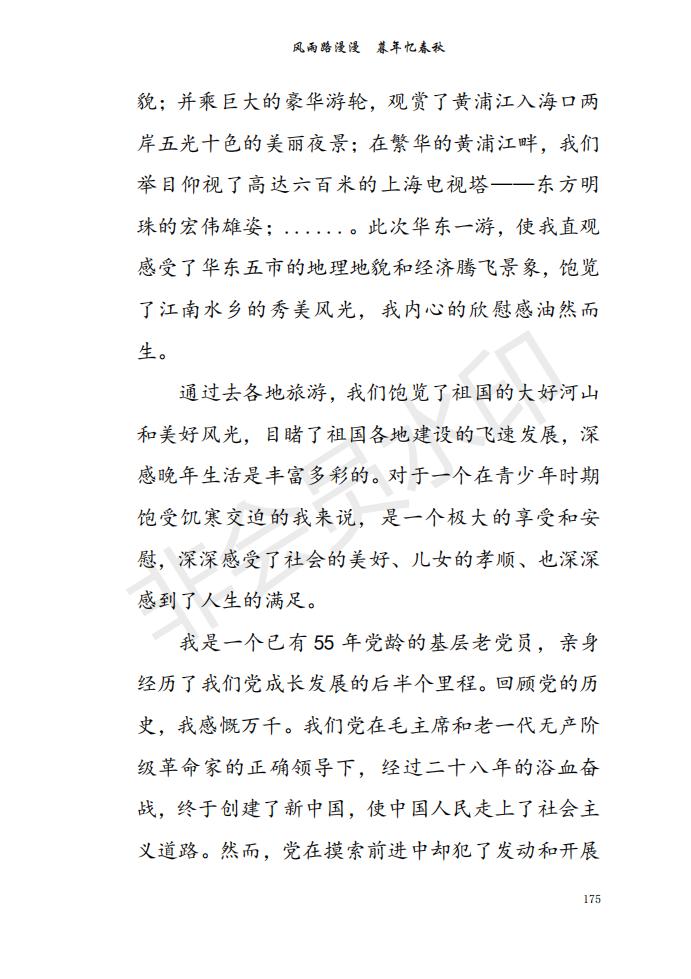 风雨路漫漫　暮年忆春秋
貌；并乘巨大的豪华游轮，观赏了黄浦江入海口两
岸五光十色的美丽夜景；在繁华的黄浦江畔，我们
举目仰视了高达六百米的上海电视塔——东方明
珠的宏伟雄姿；......。此次华东一游，使我直观
感受了华东五市的地理地貌和经济腾飞景象，饱览
了江南水乡的秀美风光，我内心的欣慰感油然而
生。
通过去各地旅游，我们饱览了祖国的大好河山
和美好风光，目睹了祖国各地建设的飞速发展，深
感晚年生活是丰富多彩的。对于一个在青少年时期
饱受饥寒交迫的我来说，是一个极大的享受和安
慰，深深感受了社会的美好、儿女的孝顺、也深深
感到了人生的满足。
我是一个已有 55 年党龄的基层老党员，亲身
经历了我们党成长发展的后半个里程。回顾党的历
史，我感慨万千。我们党在毛主席和老一代无产阶
级革命家的正确领导下，经过二十八年的浴血奋
战，终于创建了新中国，使中国人民走上了社会主
义道路。然而，党在摸索前进中却犯了发动和开展
175
非会员水印